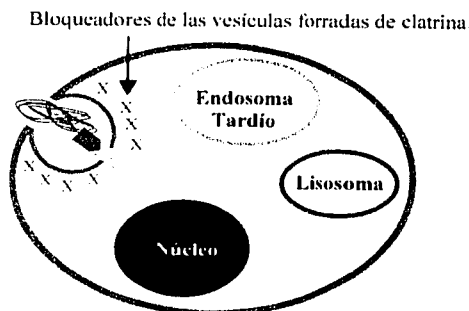 Bloqueadores de las vesículas forradas de clatrina
X
X
X
X
X
X X X X
Endosoma
Tardío
Lisosoma
Núcleo